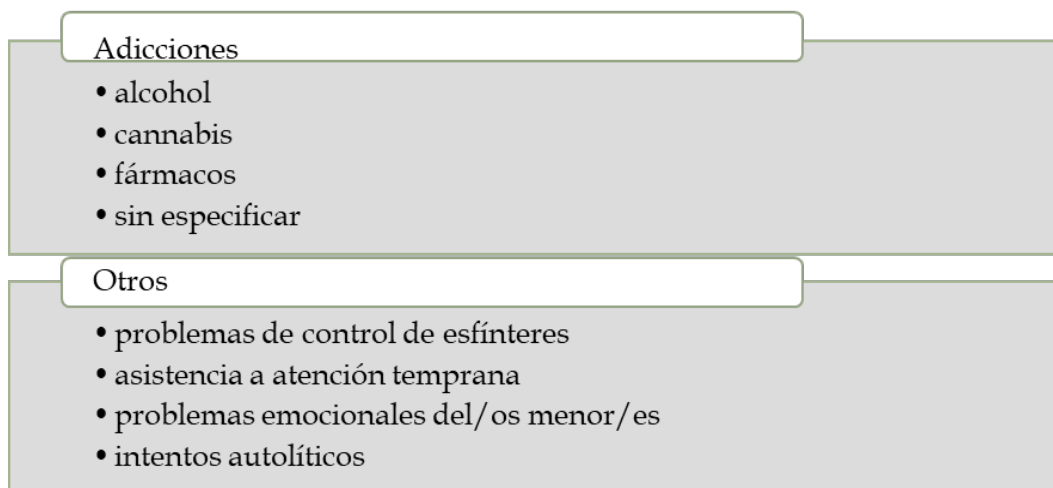 Adicciones
• alcohol
• cannabis
• fármacos
• sin especificar
Otros
• problemas de control de esfínteres
• asistencia a atención temprana
• problemas emocionales del/os menor/es
• intentos autolíticos